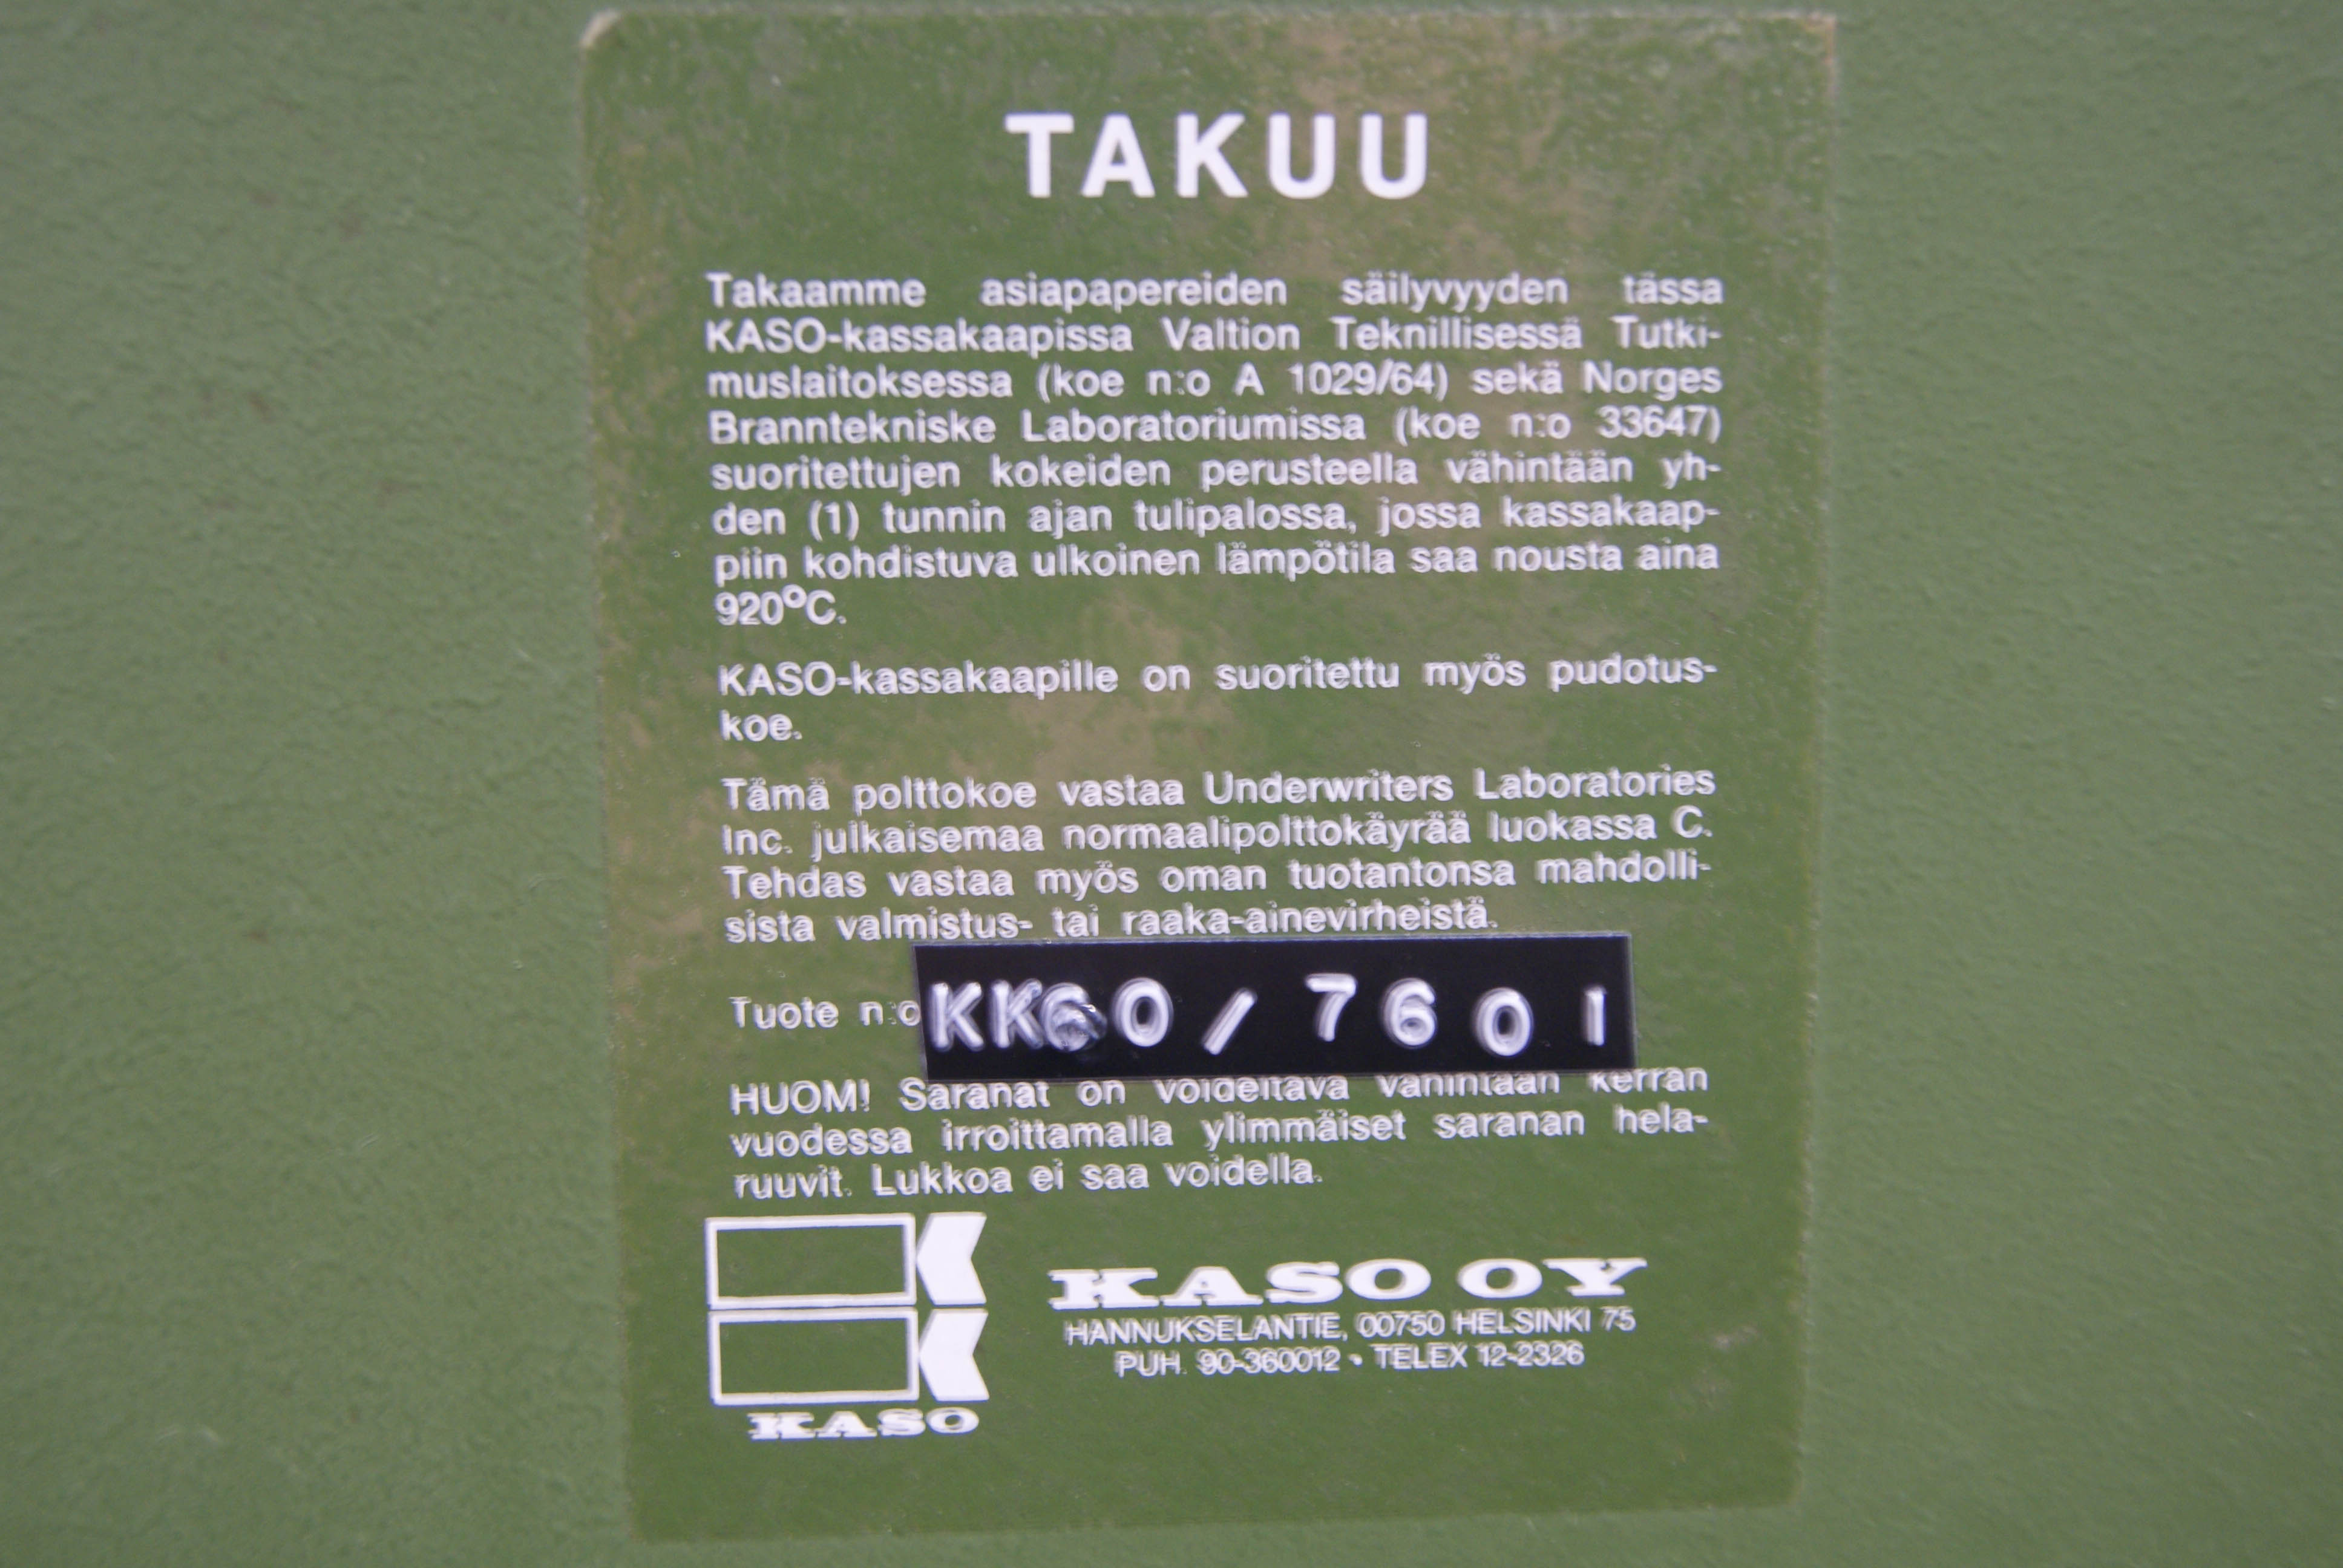 TAKUU
Takaamme asiapapereiden säilyvyyden tässa
KASO-kassakaapissa Valtion Teknillisessä Tutki-
muslaitoksessa (koe n:o A 1029/64) sekä Norges
Branntekniske Laboratoriumissa (koe n:o 33647)
suoritettujen kokeiden perusteella vähintään yh-
den (1) tunnin ajan tulipalossa, jossa kassakaap-
piin kohdistuva ulkoinen lämpötila saa nousta aina
920°C.
KASO-kassakaapille on suoritettu myös pudotus-
koe.
Tämä polttokoe vastaa Underwriters Laboratories
Inc. julkaisemaa normaalipolttokäyrää luokassa C.
Tehdas vastaa myös oman tuotantonsa mahdolli-
sista valmistus- tai raaka-ainevirheistä.
Tuote n:o KK60/7601
HUOM! Saranat on voideltava vähintään kerran
vuodessa irroittamalla ylimmäiset saranan hela-
ruuvit. Lukkoa ei saa voidella.
KASO OY
HANNUKSELANTIE, 00750 HELSINKI 75
PUH. 90-360012 • TELEX 12-2326
KASO